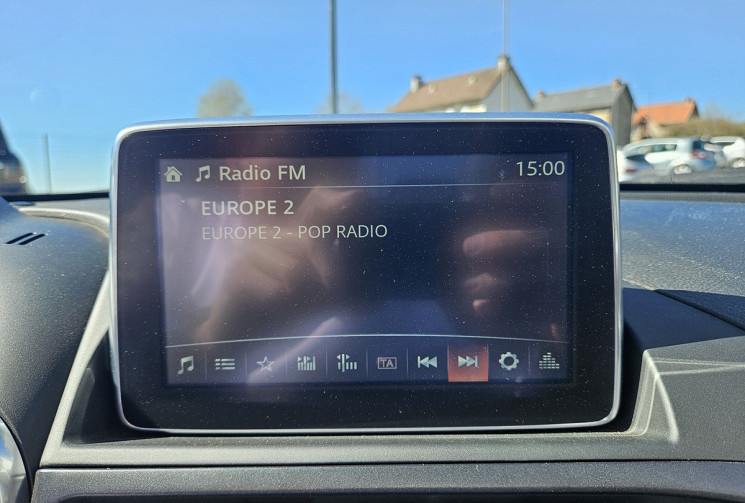 Radio FM 15:00
EUROPE 2
EUROPE 2 - POP RADIO
TA